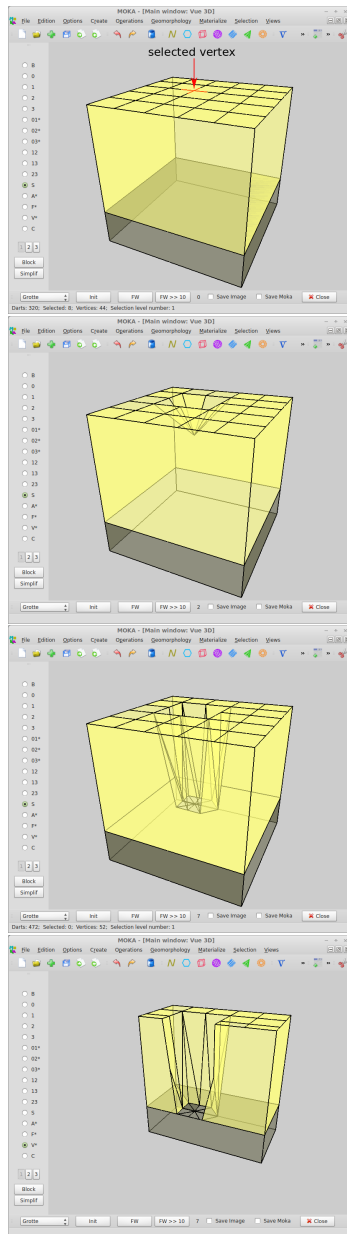 MOKA - [Main window: Vue 3D]
File Edition Options Create Operations Geomorphology Materialize Selection Views
selected vertex
B
0
1
2
3
01*
02*
03*
12
13
23
S
A*
F*
V*
C
1 2 3
Block
Simplif
Grotte Init FW FW >> 10 0 Save Image Save Moka Close
Darts: 320; Selected: 8; Vertices: 44; Selection level number: 1
MOKA - [Main window: Vue 3D]
File Edition Options Create Operations Geomorphology Materialize Selection Views
B
0
1
2
3
01*
02*
03*
12
13
23
S
A*
F*
V*
C
1 2 3
Block
Simplif
Grotte Init FW FW >> 10 2 Save Image Save Moka Close
MOKA - [Main window: Vue 3D]
File Edition Options Create Operations Geomorphology Materialize Selection Views
B
0
1
2
3
01*
02*
03*
12
13
23
S
A*
F*
V*
C
1 2 3
Block
Simplif
Grotte Init FW FW >> 10 7 Save Image Save Moka Close
Darts: 472; Selected: 0; Vertices: 52; Selection level number: 1
MOKA - [Main window: Vue 3D]
File Edition Options Create Operations Geomorphology Materialize Selection Views
B
0
1
2
3
01*
02*
03*
12
13
23
S
A*
F*
V*
C
1 2 3
Block
Simplif
Grotte Init FW FW >> 10 7 Save Image Save Moka Close